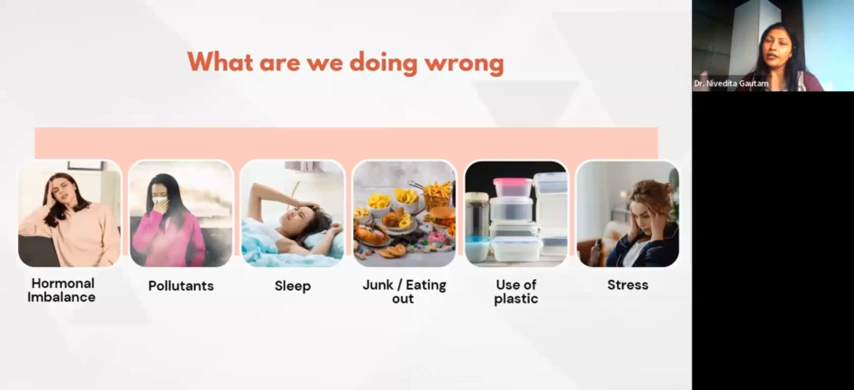 What are we doing wrong
Dr. Nivedita Gautam
Hormonal
Imbalance
Pollutants
Sleep
Junk / Eating
out
Use of
plastic
Stress